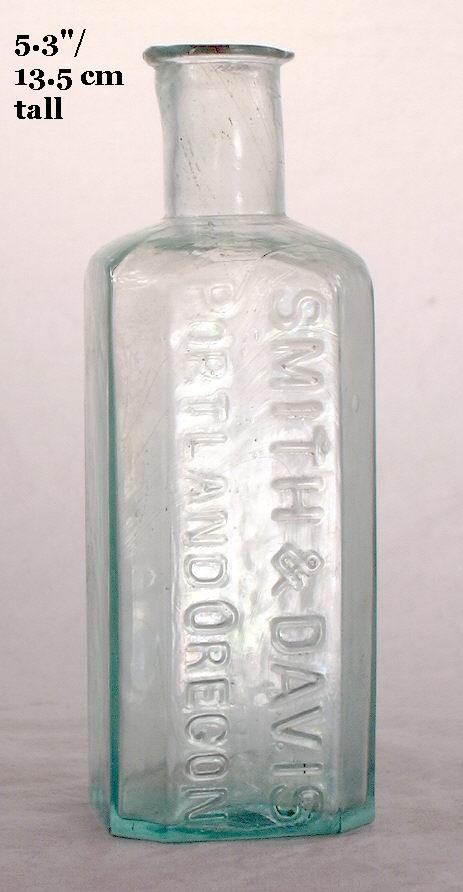 5.3"/
13.5 cm
tall
SMITH & DAVIS
PORTLAND OREGON